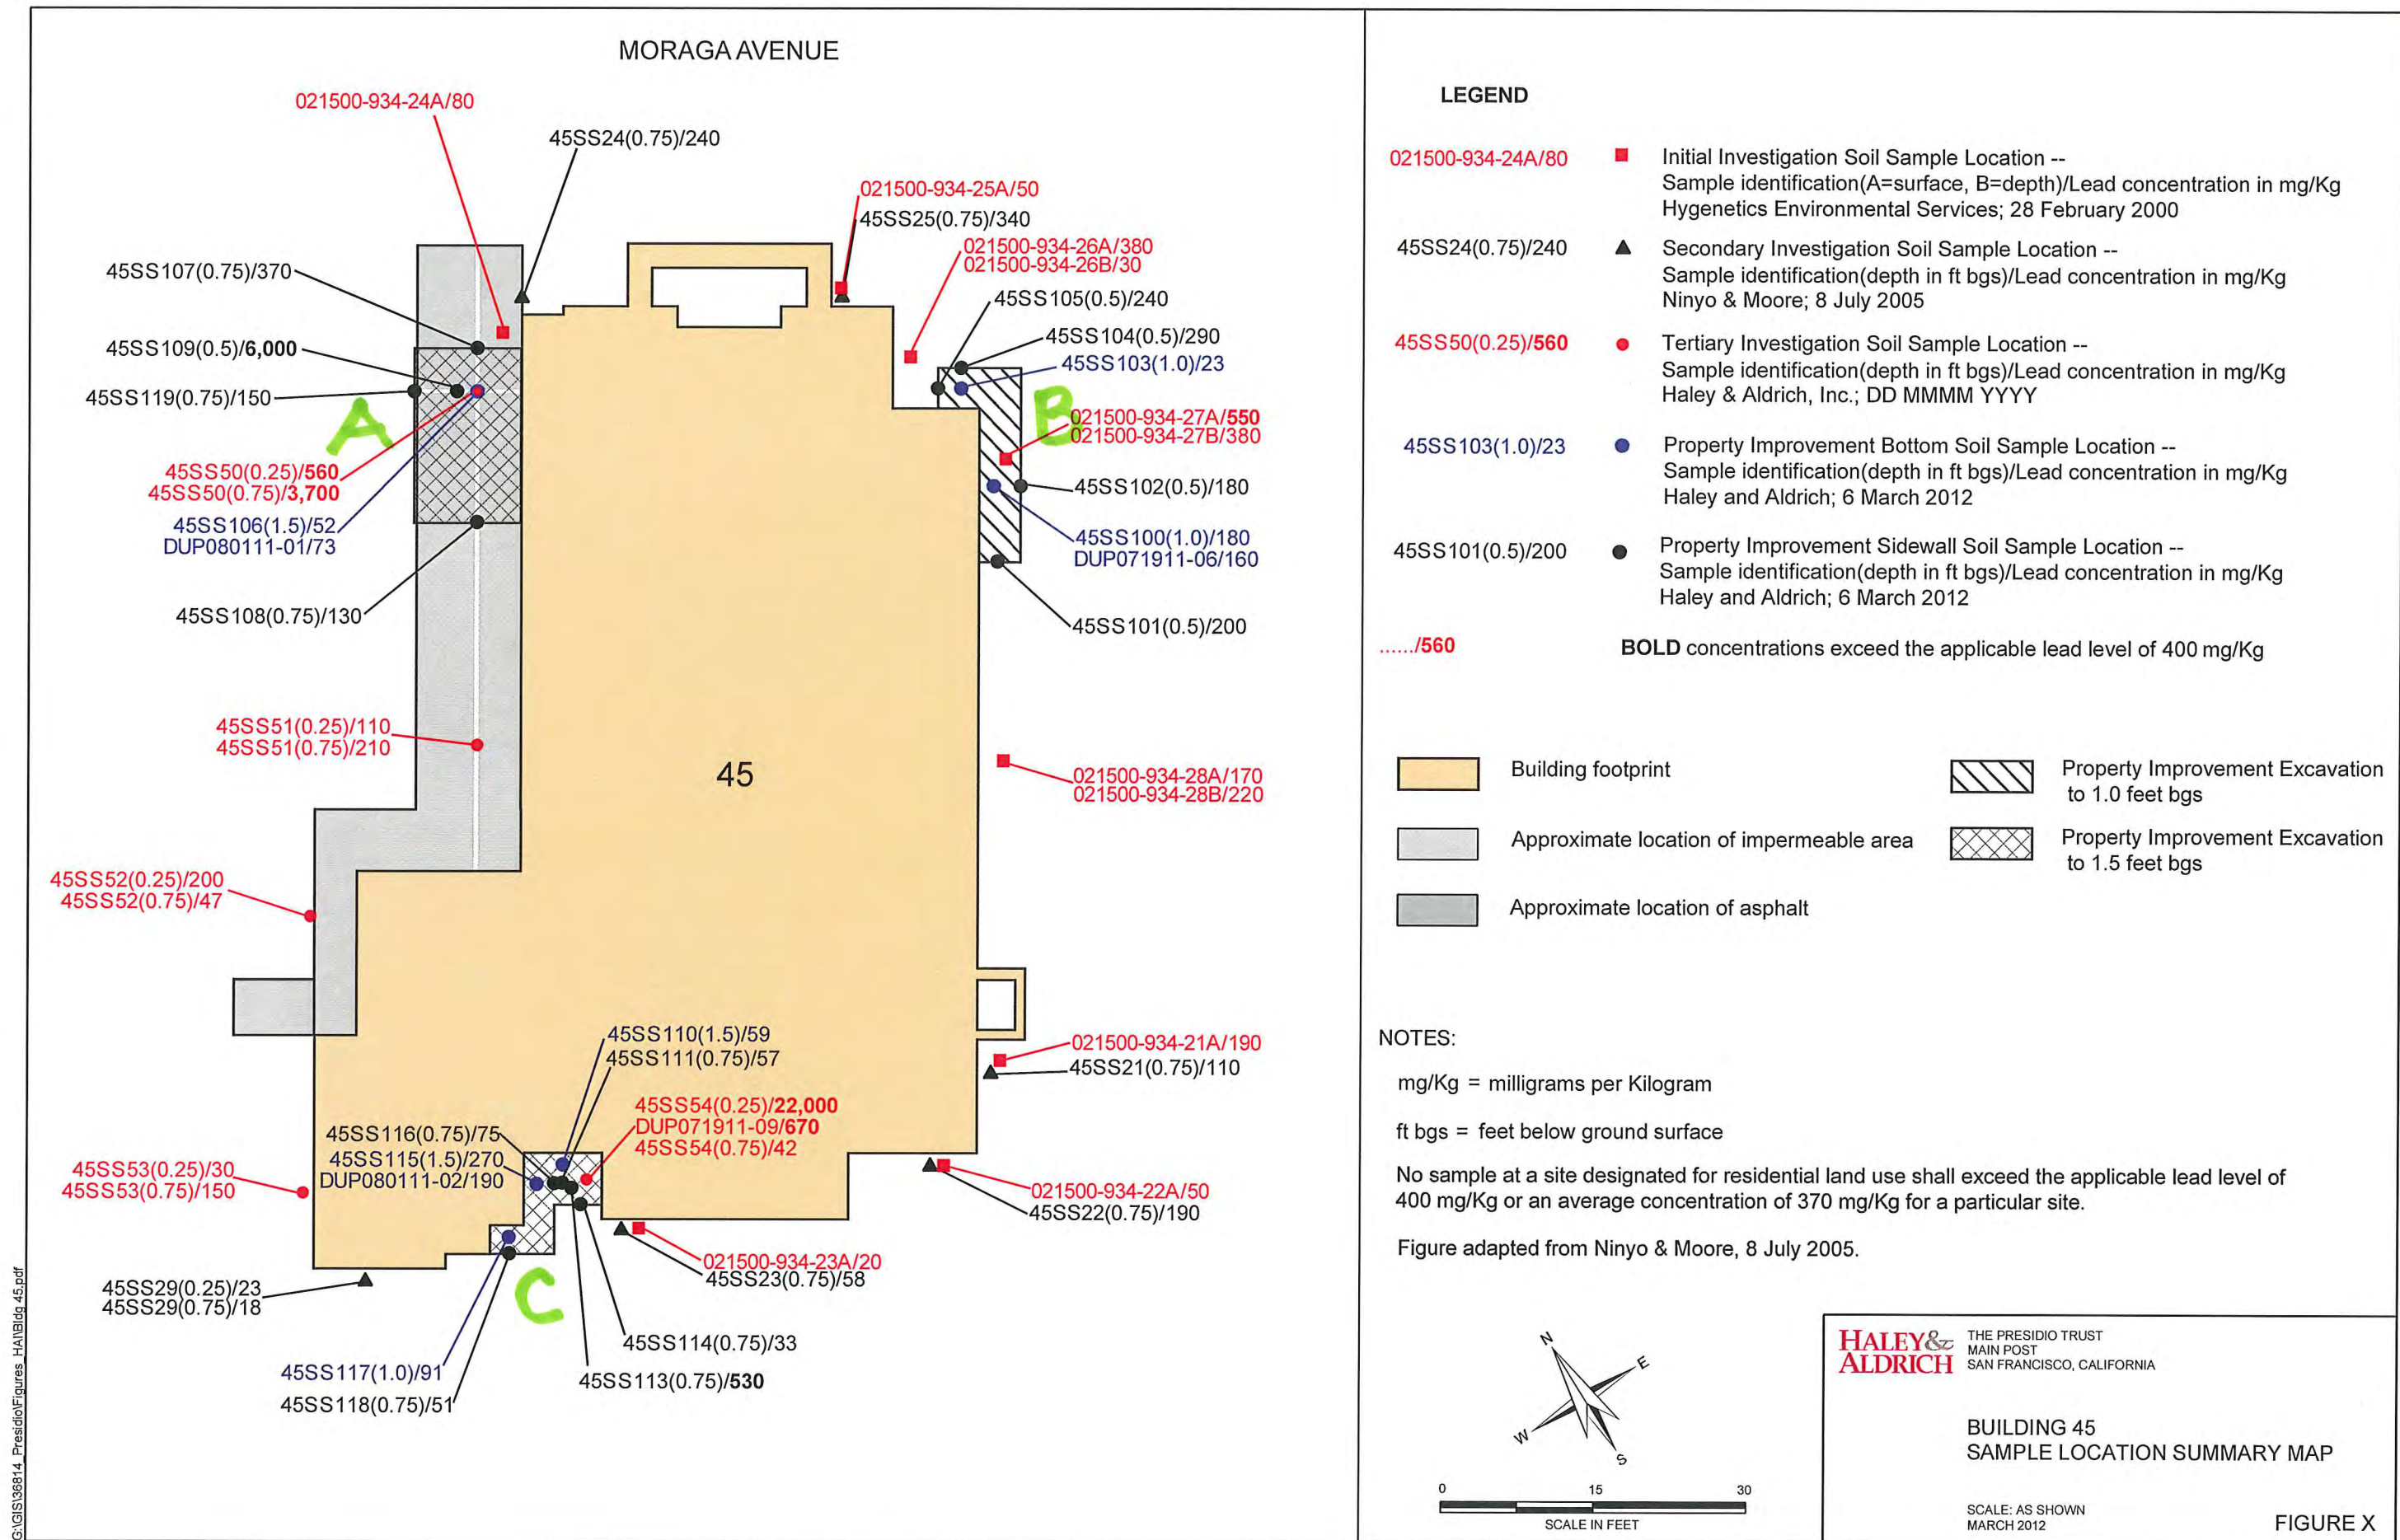 MORAGA AVENUE
021500-934-24A/80
45SS24(0.75)/240
021500-934-25A/50
45SS25(0.75)/340
021500-934-26A/380
021500-934-26B/30
45SS107(0.75)/370
45SS105(0.5)/240
45SS104(0.5)/290
45SS109(0.5)/6,000
45SS103(1.0)/23
45SS119(0.75)/150
A
B
021500-934-27A/550
021500-934-27B/380
45SS50(0.25)/560
45SS50(0.75)/3,700
45SS102(0.5)/180
45SS106(1.5)/52
DUP080111-01/73
45SS100(1.0)/180
DUP071911-06/160
45SS108(0.75)/130
45SS101(0.5)/200
45SS51(0.25)/110
45SS51(0.75)/210
45
021500-934-28A/170
021500-934-28B/220
45SS52(0.25)/200
45SS52(0.75)/47
45SS110(1.5)/59
45SS111(0.75)/57
021500-934-21A/190
45SS21(0.75)/110
45SS54(0.25)/22,000
DUP071911-09/670
45SS54(0.75)/42
45SS116(0.75)/75
45SS115(1.5)/270
DUP080111-02/190
45SS53(0.25)/30
45SS53(0.75)/150
021500-934-22A/50
45SS22(0.75)/190
021500-934-23A/20
45SS23(0.75)/58
45SS29(0.25)/23
45SS29(0.75)/18
C
45SS114(0.75)/33
45SS117(1.0)/91
45SS113(0.75)/530
45SS118(0.75)/51
G:\GIS\36814_Presidio\Figures_HAI\Bldg 45.pdf
LEGEND
021500-934-24A/80
Initial Investigation Soil Sample Location --
Sample identification(A=surface, B=depth)/Lead concentration in mg/Kg
Hygenetics Environmental Services; 28 February 2000
45SS24(0.75)/240
Secondary Investigation Soil Sample Location --
Sample identification(depth in ft bgs)/Lead concentration in mg/Kg
Ninyo & Moore; 8 July 2005
45SS50(0.25)/560
Tertiary Investigation Soil Sample Location --
Sample identification(depth in ft bgs)/Lead concentration in mg/Kg
Haley & Aldrich, Inc.; DD MMMM YYYY
45SS103(1.0)/23
Property Improvement Bottom Soil Sample Location --
Sample identification(depth in ft bgs)/Lead concentration in mg/Kg
Haley and Aldrich; 6 March 2012
45SS101(0.5)/200
Property Improvement Sidewall Soil Sample Location --
Sample identification(depth in ft bgs)/Lead concentration in mg/Kg
Haley and Aldrich; 6 March 2012
....../560
BOLD concentrations exceed the applicable lead level of 400 mg/Kg
Building footprint
Property Improvement Excavation
to 1.0 feet bgs
Approximate location of impermeable area
Property Improvement Excavation
to 1.5 feet bgs
Approximate location of asphalt
NOTES:
mg/Kg = milligrams per Kilogram
ft bgs = feet below ground surface
No sample at a site designated for residential land use shall exceed the applicable lead level of
400 mg/Kg or an average concentration of 370 mg/Kg for a particular site.
Figure adapted from Ninyo & Moore, 8 July 2005.
N
E
W
S
0 15 30
SCALE IN FEET
HALEY&
ALDRICH
THE PRESIDIO TRUST
MAIN POST
SAN FRANCISCO, CALIFORNIA
BUILDING 45
SAMPLE LOCATION SUMMARY MAP
SCALE: AS SHOWN
MARCH 2012
FIGURE X